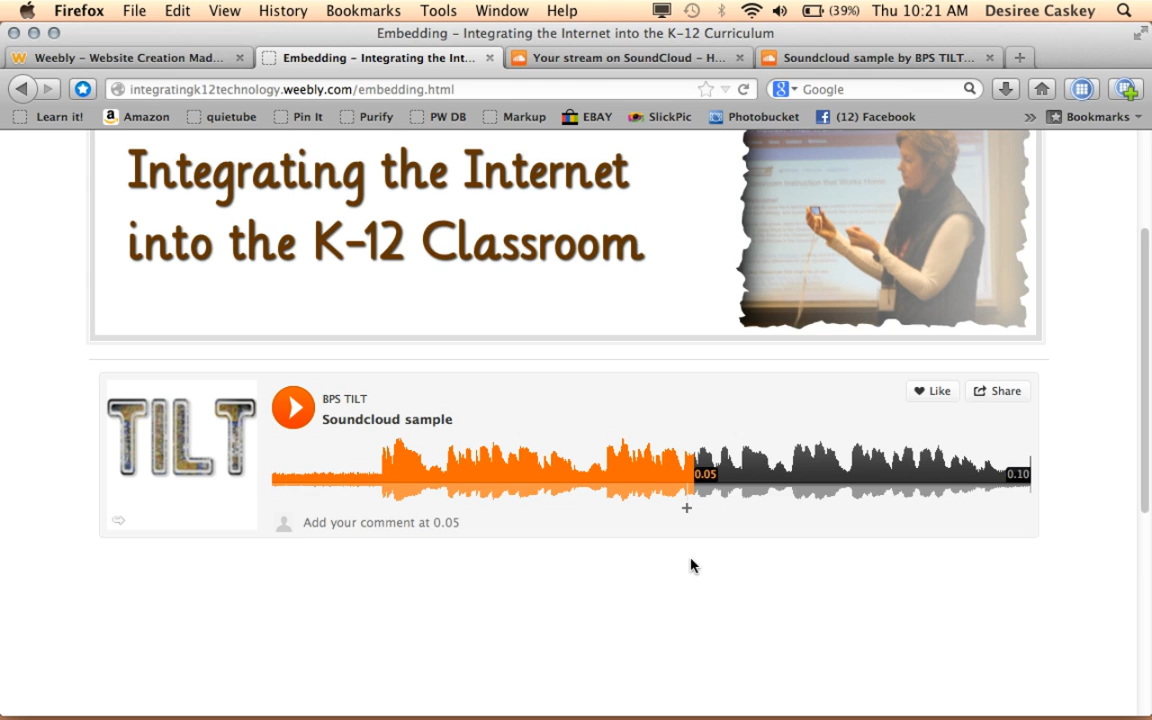 Firefox File Edit View History Bookmarks Tools Window Help (39%) Thu 10:21 AM Desiree Caskey
Embedding – Integrating the Internet into the K-12 Curriculum
Weebly – Website Creation Mad... Embedding – Integrating the Int... Your stream on SoundCloud – H... Soundcloud sample by BPS TILT...
integratingk12technology.weebly.com/embedding.html Google
Learn it! Amazon quietube Pin It Purify PW DB Markup EBAY SlickPic Photobucket (12) Facebook Bookmarks
Integrating the Internet
into the K-12 Classroom
TILT
BPS TILT
Soundcloud sample
Like Share
0.05 0.10
Add your comment at 0.05